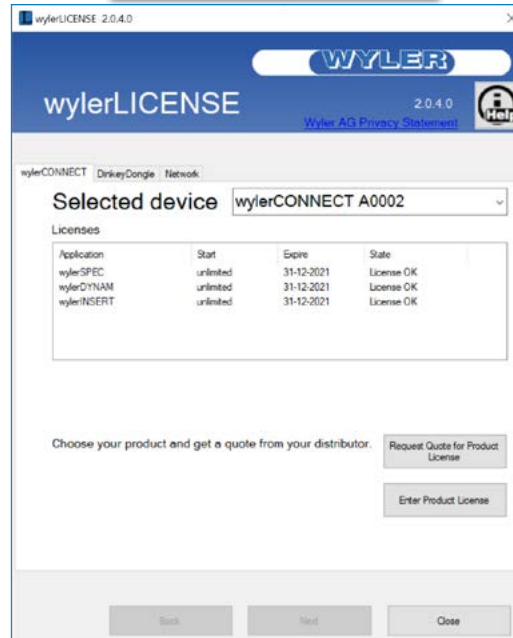 wylerLICENSE 2.0.4.0
WYLER
wylerLICENSE
2.0.4.0
Wyler AG Privacy Statement
Help
wylerCONNECT DinkeyDongle Network
Selected device wylerCONNECT A0002
Licenses
Application Start Expire State
wylerSPEC unlimited 31-12-2021 License OK
wylerDYNAM unlimited 31-12-2021 License OK
wylerINSERT unlimited 31-12-2021 License OK
Choose your product and get a quote from your distributor.
Request Quote for Product
License
Enter Product License
Back Next Close